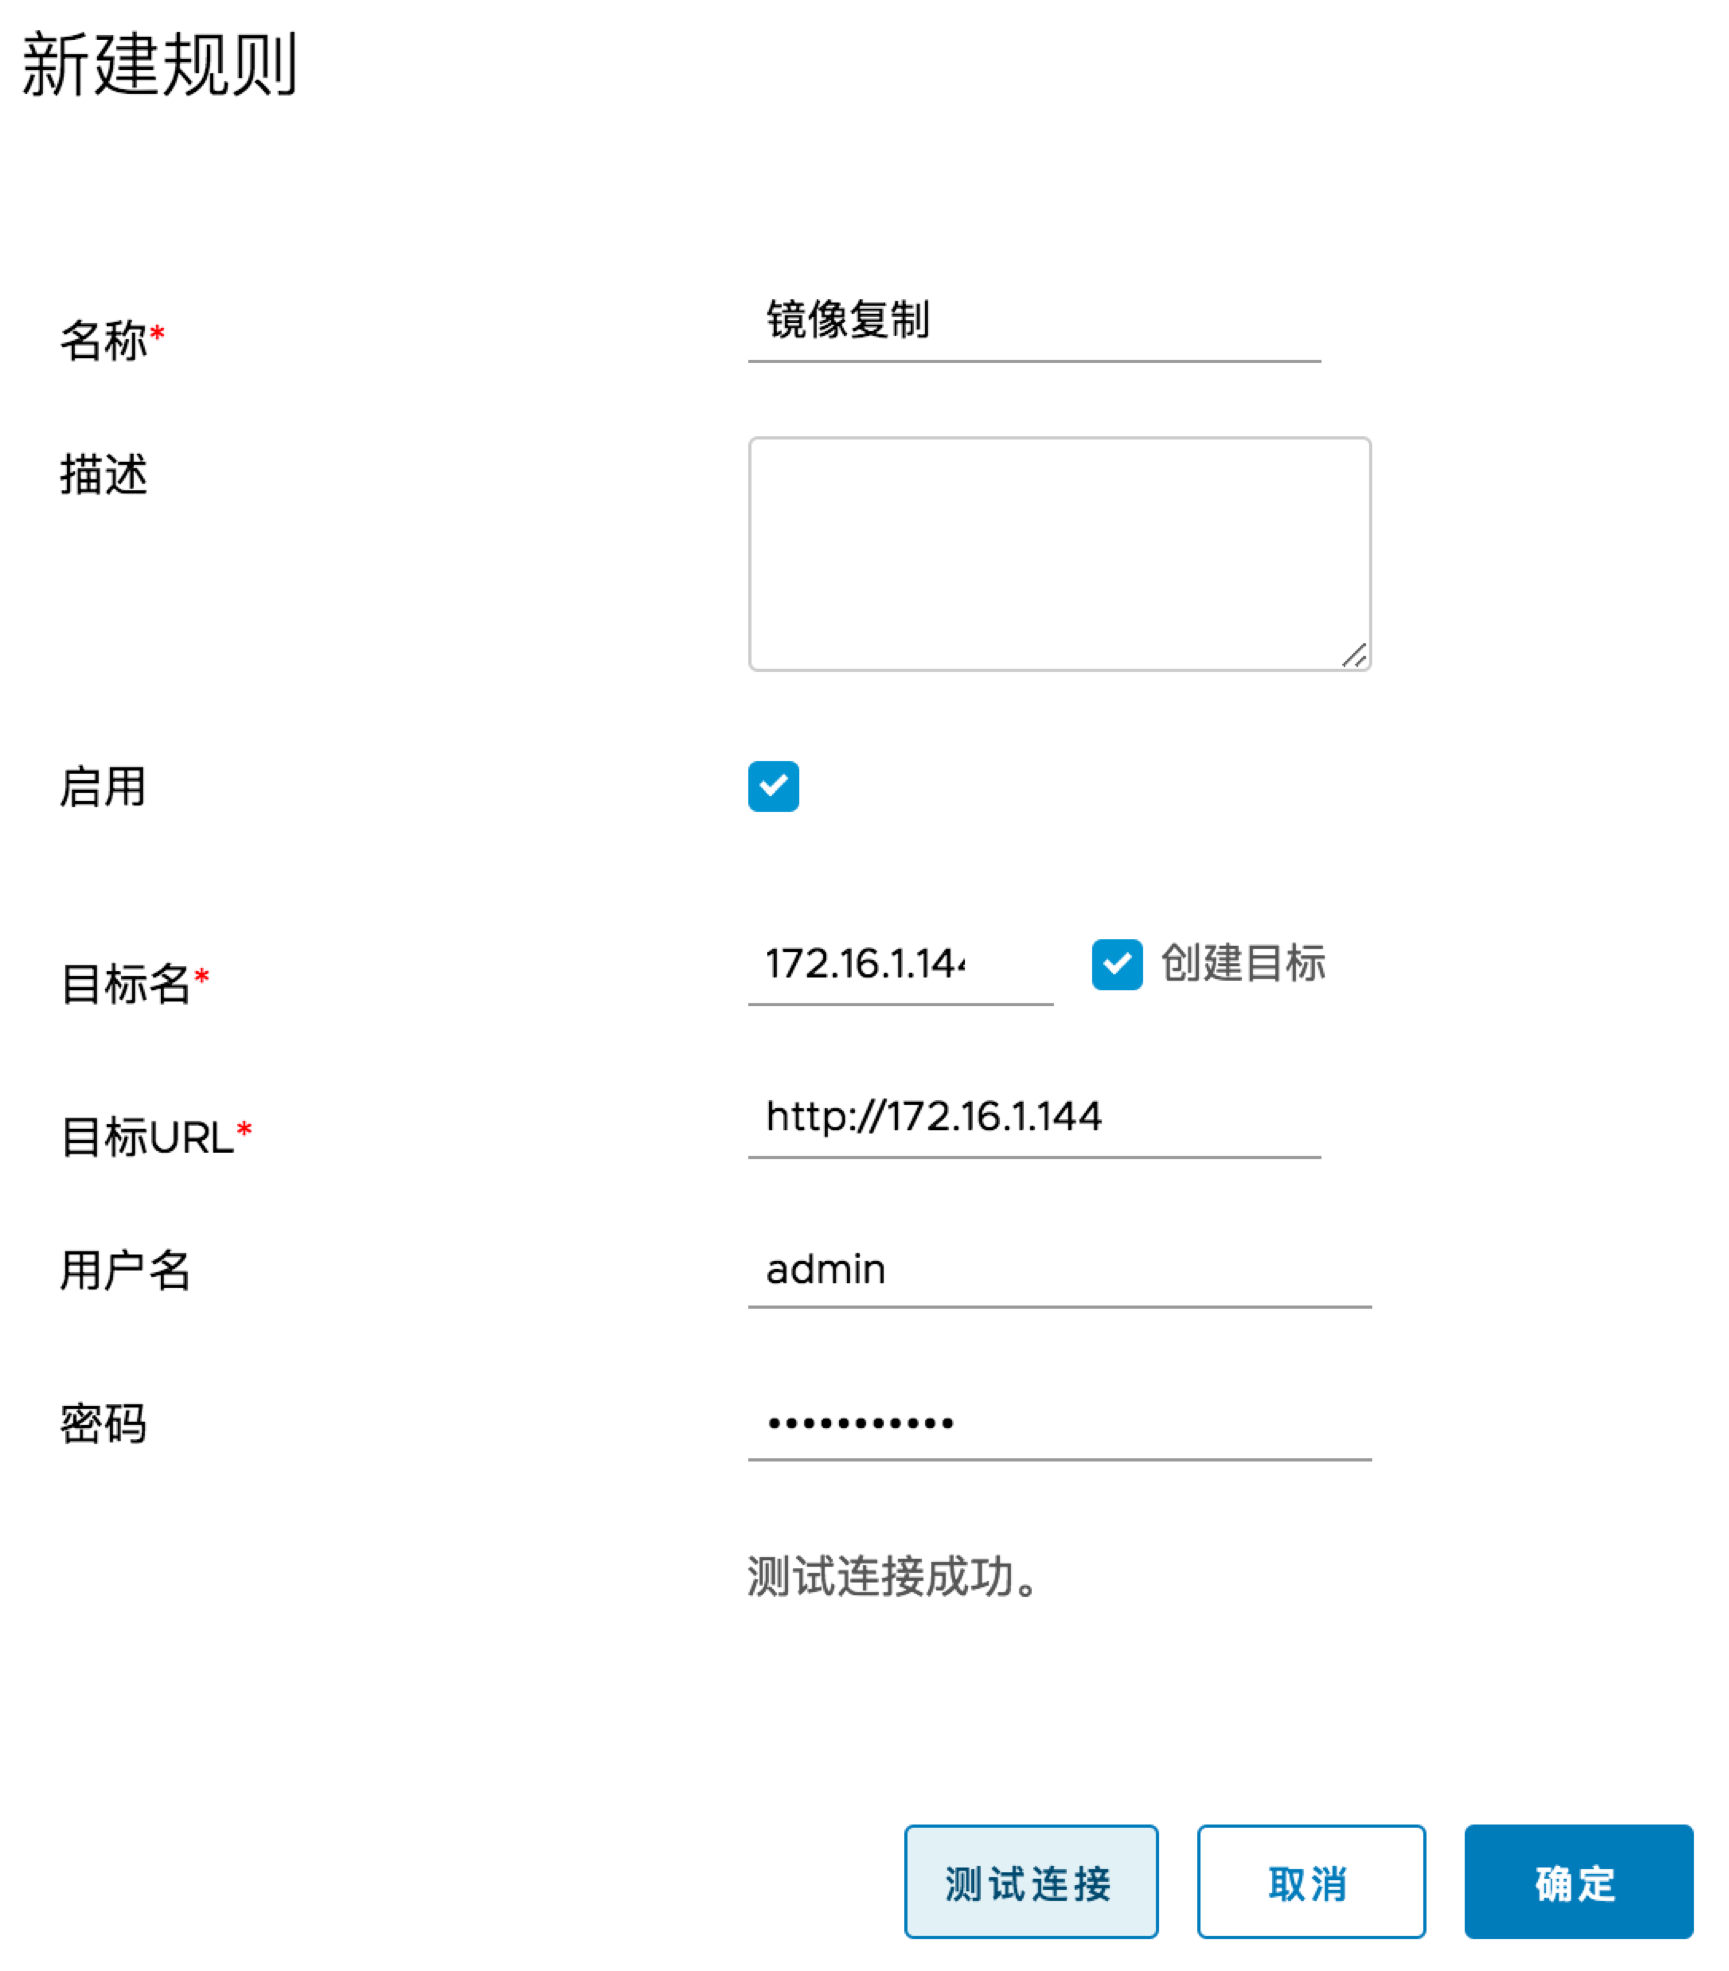 新建规则
名称* 镜像复制
描述
启用
目标名* 172.16.1.144 创建目标
目标URL* http://172.16.1.144
用户名 admin
密码 •••••••••••
测试连接成功。
测试连接 取消 确定